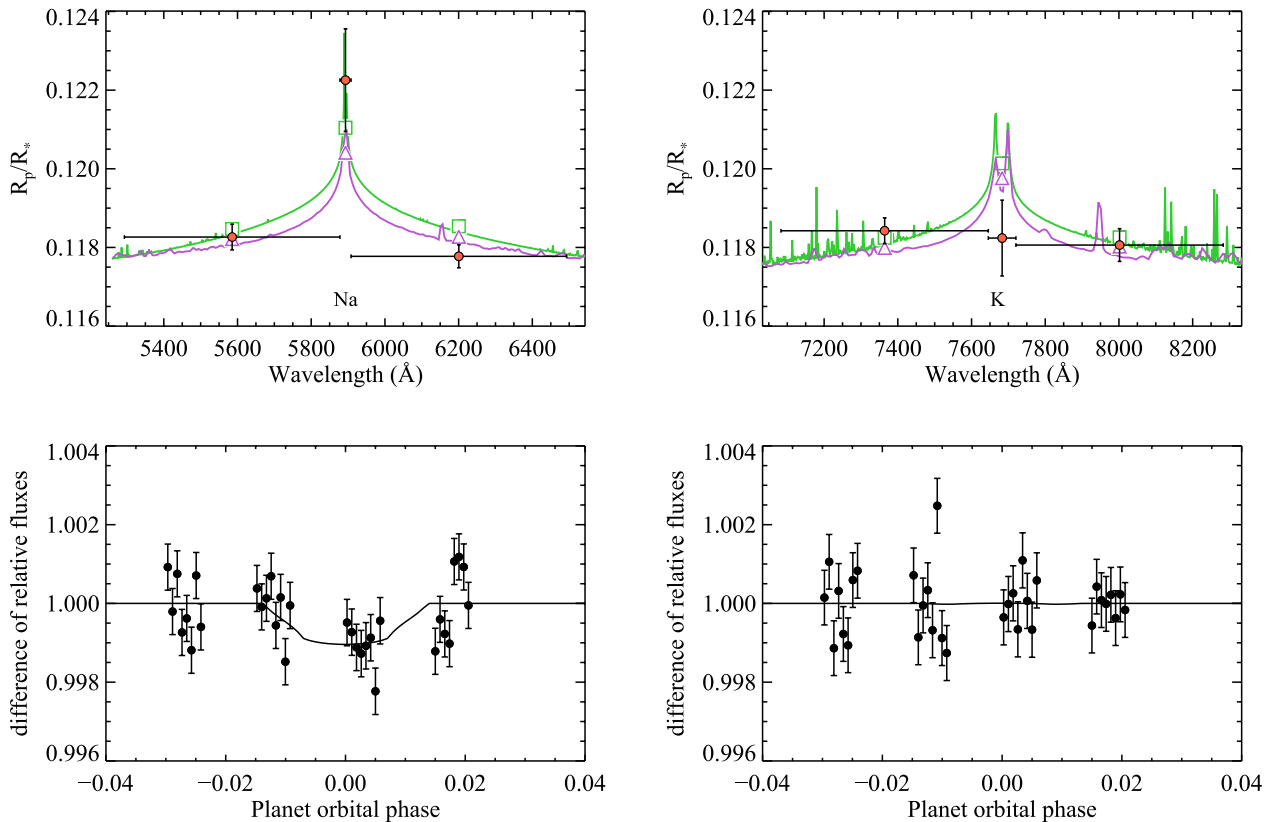 0.124
0.122
0.120
0.118
0.116
Rp/R*
Na
5400 5600 5800 6000 6200 6400
Wavelength (Å)
0.124
0.122
0.120
0.118
0.116
Rp/R*
K
7200 7400 7600 7800 8000 8200
Wavelength (Å)
1.004
1.002
1.000
0.998
0.996
difference of relative fluxes
−0.04 −0.02 0.00 0.02 0.04
Planet orbital phase
1.004
1.002
1.000
0.998
0.996
difference of relative fluxes
−0.04 −0.02 0.00 0.02 0.04
Planet orbital phase